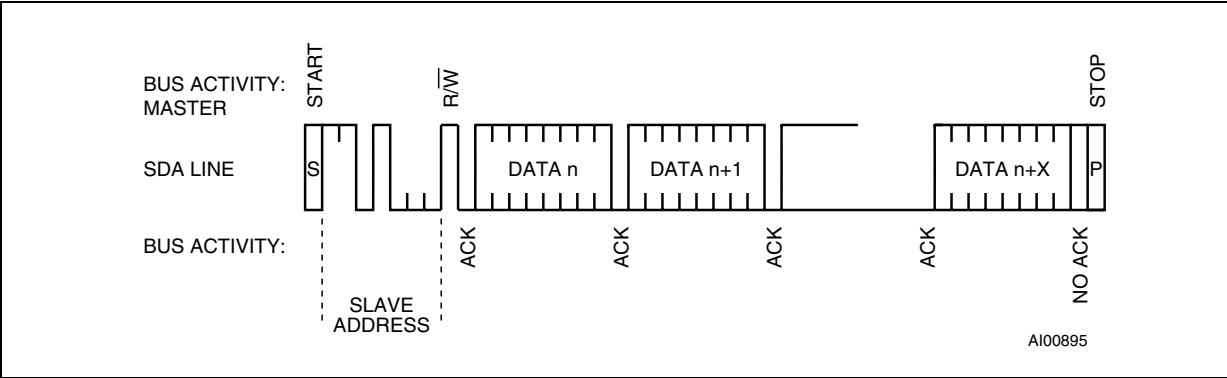 BUS ACTIVITY:
MASTER
START
R/W
STOP
SDA LINE
S
DATA n
DATA n+1
DATA n+X
P
BUS ACTIVITY:
ACK
ACK
ACK
ACK
NO ACK
SLAVE
ADDRESS
AI00895